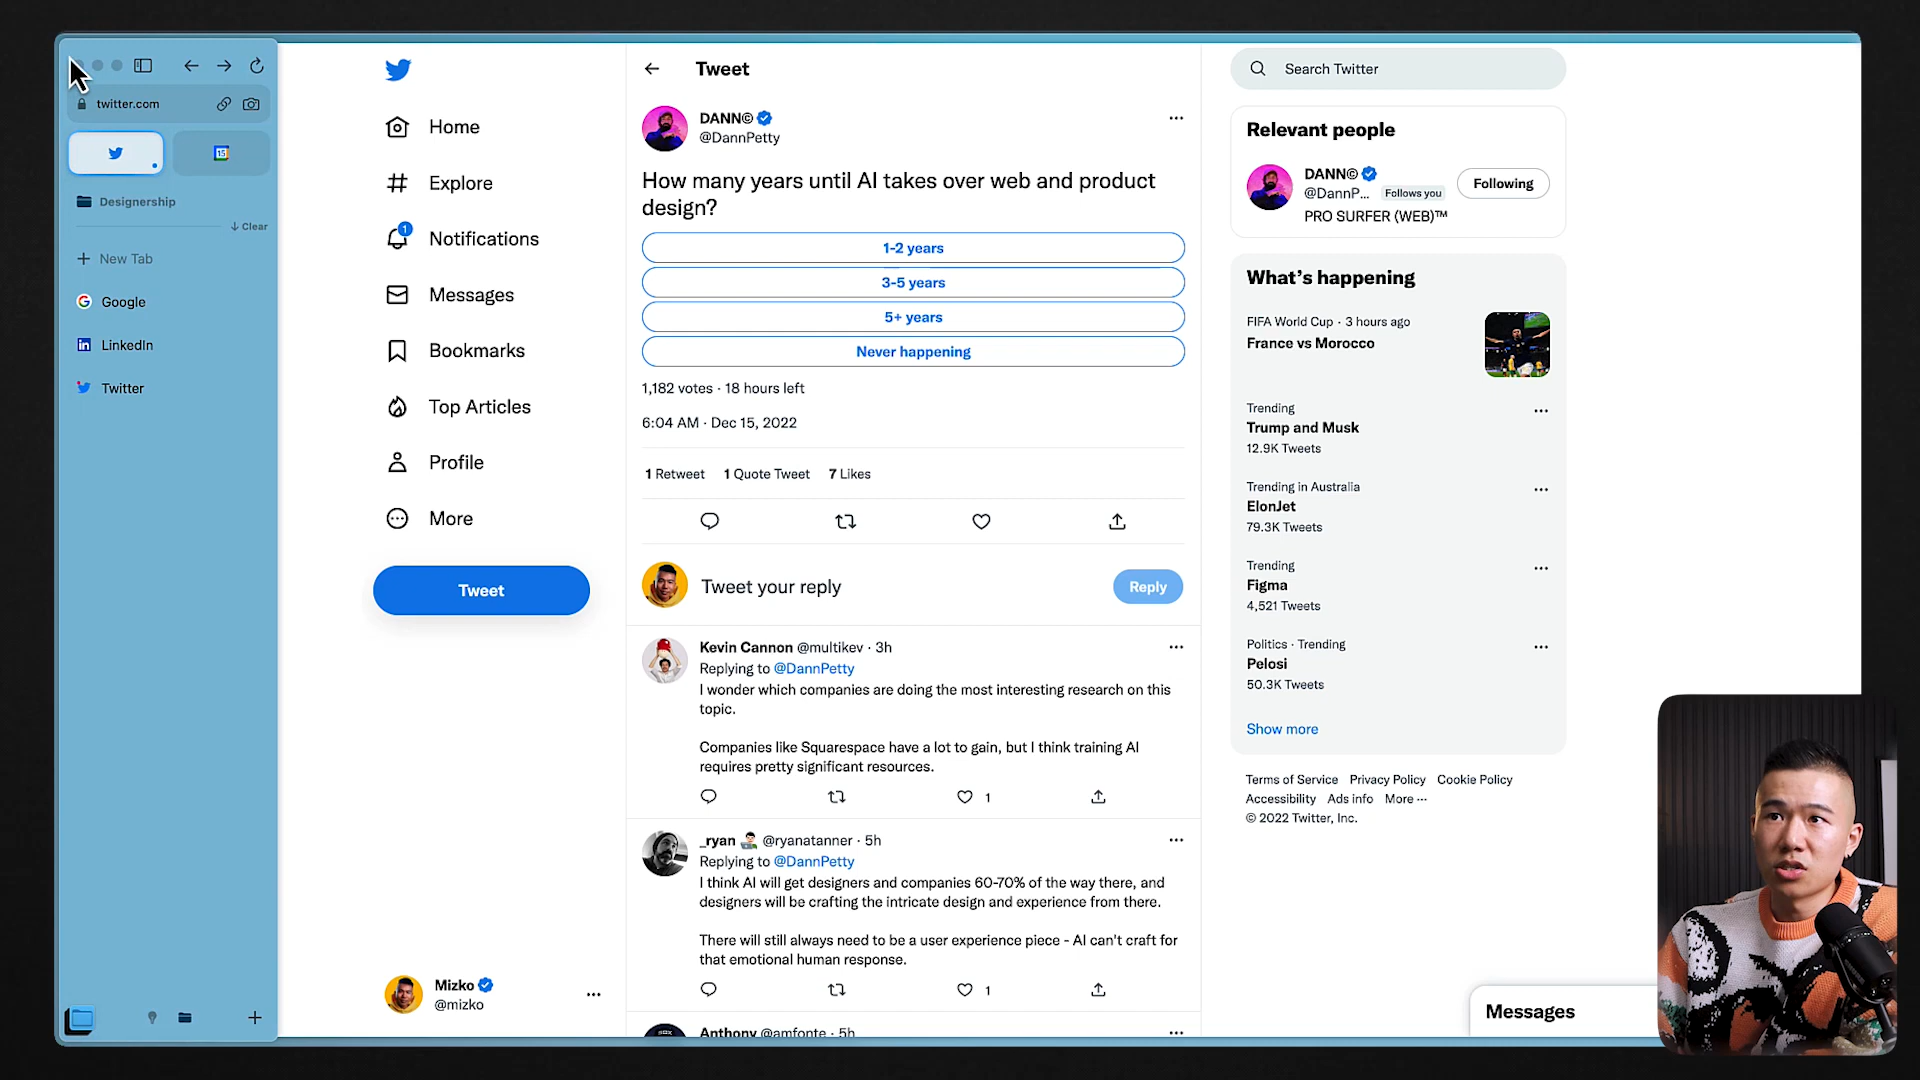 twitter.com
15
Designership
↓ Clear
+ New Tab
Google
LinkedIn
Twitter
Home
Explore
1
Notifications
Messages
Bookmarks
Top Articles
Profile
More
Tweet
Mizko
@mizko
Tweet
DANN©
@DannPetty
How many years until AI takes over web and product
design?
1-2 years
3-5 years
5+ years
Never happening
1,182 votes · 18 hours left
6:04 AM · Dec 15, 2022
1 Retweet 1 Quote Tweet 7 Likes
Tweet your reply
Reply
Kevin Cannon @multikev · 3h
Replying to @DannPetty
I wonder which companies are doing the most interesting research on this
topic.
Companies like Squarespace have a lot to gain, but I think training AI
requires pretty significant resources.
1
_ryan @ryanatanner · 5h
Replying to @DannPetty
I think AI will get designers and companies 60-70% of the way there, and
designers will be crafting the intricate design and experience from there.
There will still always need to be a user experience piece - AI can't craft for
that emotional human response.
1
Anthony @amfonte · 5h
Search Twitter
Relevant people
DANN©
@DannP... Follows you
Following
PRO SURFER (WEB)™
What's happening
FIFA World Cup · 3 hours ago
France vs Morocco
Trending
Trump and Musk
12.9K Tweets
Trending in Australia
ElonJet
79.3K Tweets
Trending
Figma
4,521 Tweets
Politics · Trending
Pelosi
50.3K Tweets
Show more
Terms of Service Privacy Policy Cookie Policy
Accessibility Ads info More ···
© 2022 Twitter, Inc.
Messages